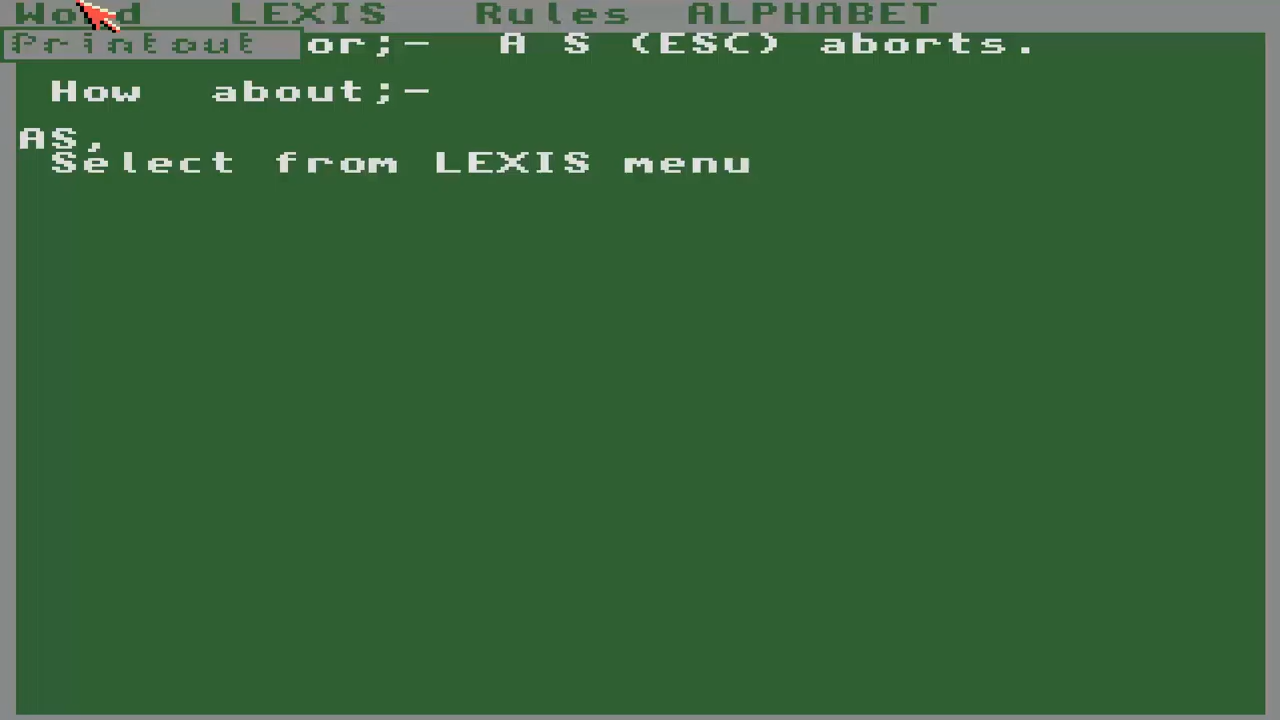 Word LEXIS Rules ALPHABET
Printout or;- A S (ESC) aborts.
How about;-
AS,
Select from LEXIS menu